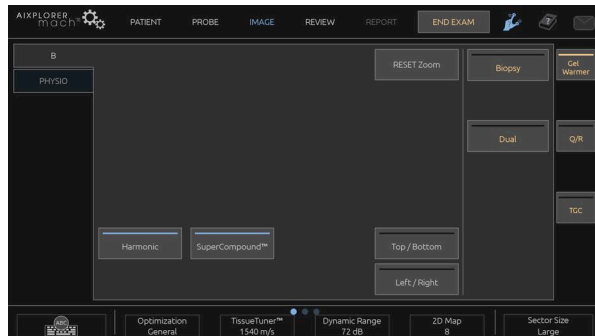 AIXPLORER
mach
PATIENT
PROBE
IMAGE
REVIEW
REPORT
END EXAM
B
PHYSIO
RESET Zoom
Biopsy
Gel
Warmer
Dual
Q/R
TGC
Harmonic
SuperCompound™
Top / Bottom
Left / Right
ABC
Optimization
General
TissueTuner™
1540 m/s
Dynamic Range
72 dB
2D Map
8
Sector Size
Large